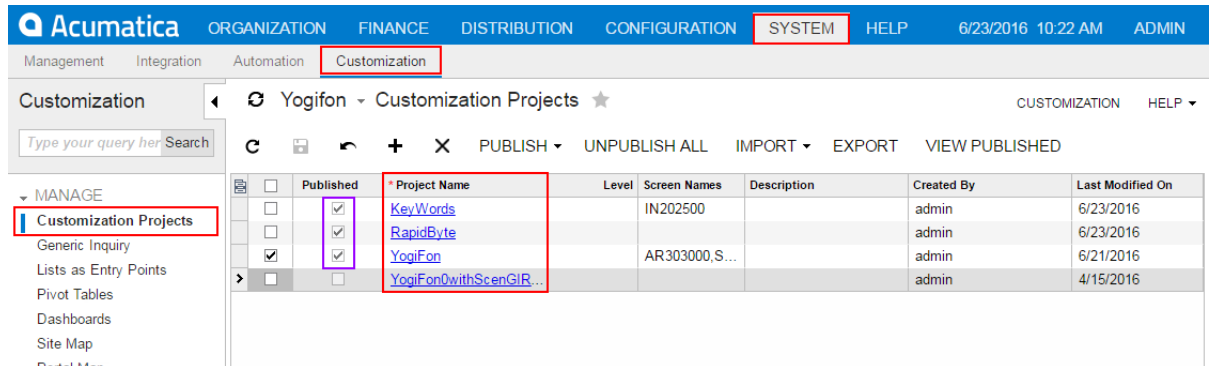 Acumatica ORGANIZATION FINANCE DISTRIBUTION CONFIGURATION SYSTEM HELP 6/23/2016 10:22 AM ADMIN
Management Integration Automation Customization
Customization Yogifon Customization Projects CUSTOMIZATION HELP
Type your query her Search PUBLISH UNPUBLISH ALL IMPORT EXPORT VIEW PUBLISHED
Published * Project Name Level Screen Names Description Created By Last Modified On
MANAGE KeyWords IN202500 admin 6/23/2016
Customization Projects RapidByte admin 6/23/2016
Generic Inquiry YogiFon AR303000,S... admin 6/21/2016
Lists as Entry Points YogiFon0withScenGIR... admin 4/15/2016
Pivot Tables
Dashboards
Site Map